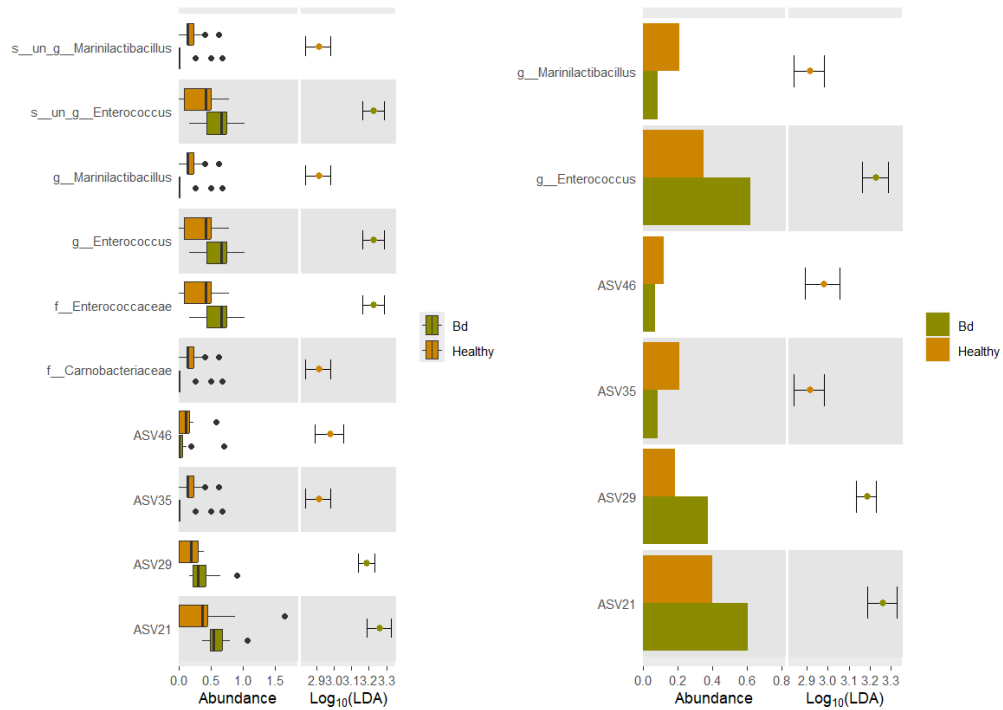 s__un_g__Marinilactibacillus
s__un_g__Enterococcus
g__Marinilactibacillus
g__Enterococcus
f__Enterococcaceae
f__Carnobacteriaceae
ASV46
ASV35
ASV29
ASV21
0.0 0.5 1.0 1.5
Abundance
2.9 3.0 3.1 3.2 3.3
Log10(LDA)
Bd
Healthy
g__Marinilactibacillus
g__Enterococcus
ASV46
ASV35
ASV29
ASV21
0.0 0.2 0.4 0.6 0.8
Abundance
2.9 3.0 3.1 3.2 3.3
Log10(LDA)
Bd
Healthy